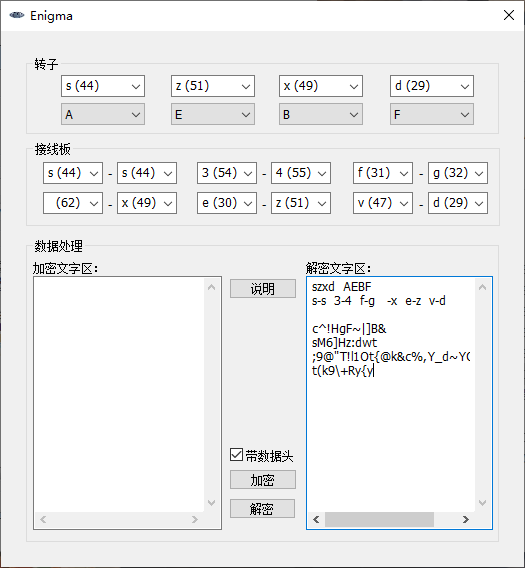 Enigma
转子
s (44) z (51) x (49) d (29)
A E B F
接线板
s (44) - s (44) 3 (54) - 4 (55) f (31) - g (32)
(62) - x (49) e (30) - z (51) v (47) - d (29)
数据处理
加密文字区： 解密文字区：
说明
szxd AEBF
s-s 3-4 f-g  -x e-z v-d
c^!HgF~|]B&
sM6]Hz:dwt
;9@"T!l1Ot{@k&c%,Y_d~Y
t(k9\+Ry{y
带数据头
加密
解密